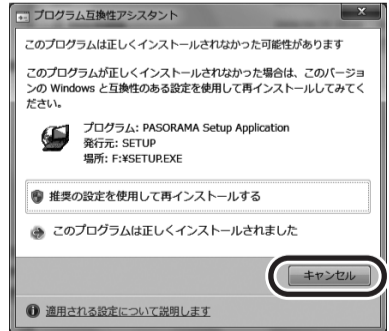 プログラム互換性アシスタント
このプログラムは正しくインストールされなかった可能性があります
このプログラムが正しくインストールされなかった場合は、このバージョ
ンの Windows と互換性のある設定を使用して再インストールしてみてく
ださい。
プログラム: PASORAMA Setup Application
発行元: SETUP
場所: F:¥SETUP.EXE
推奨の設定を使用して再インストールする
このプログラムは正しくインストールされました
キャンセル
適用される設定について説明します